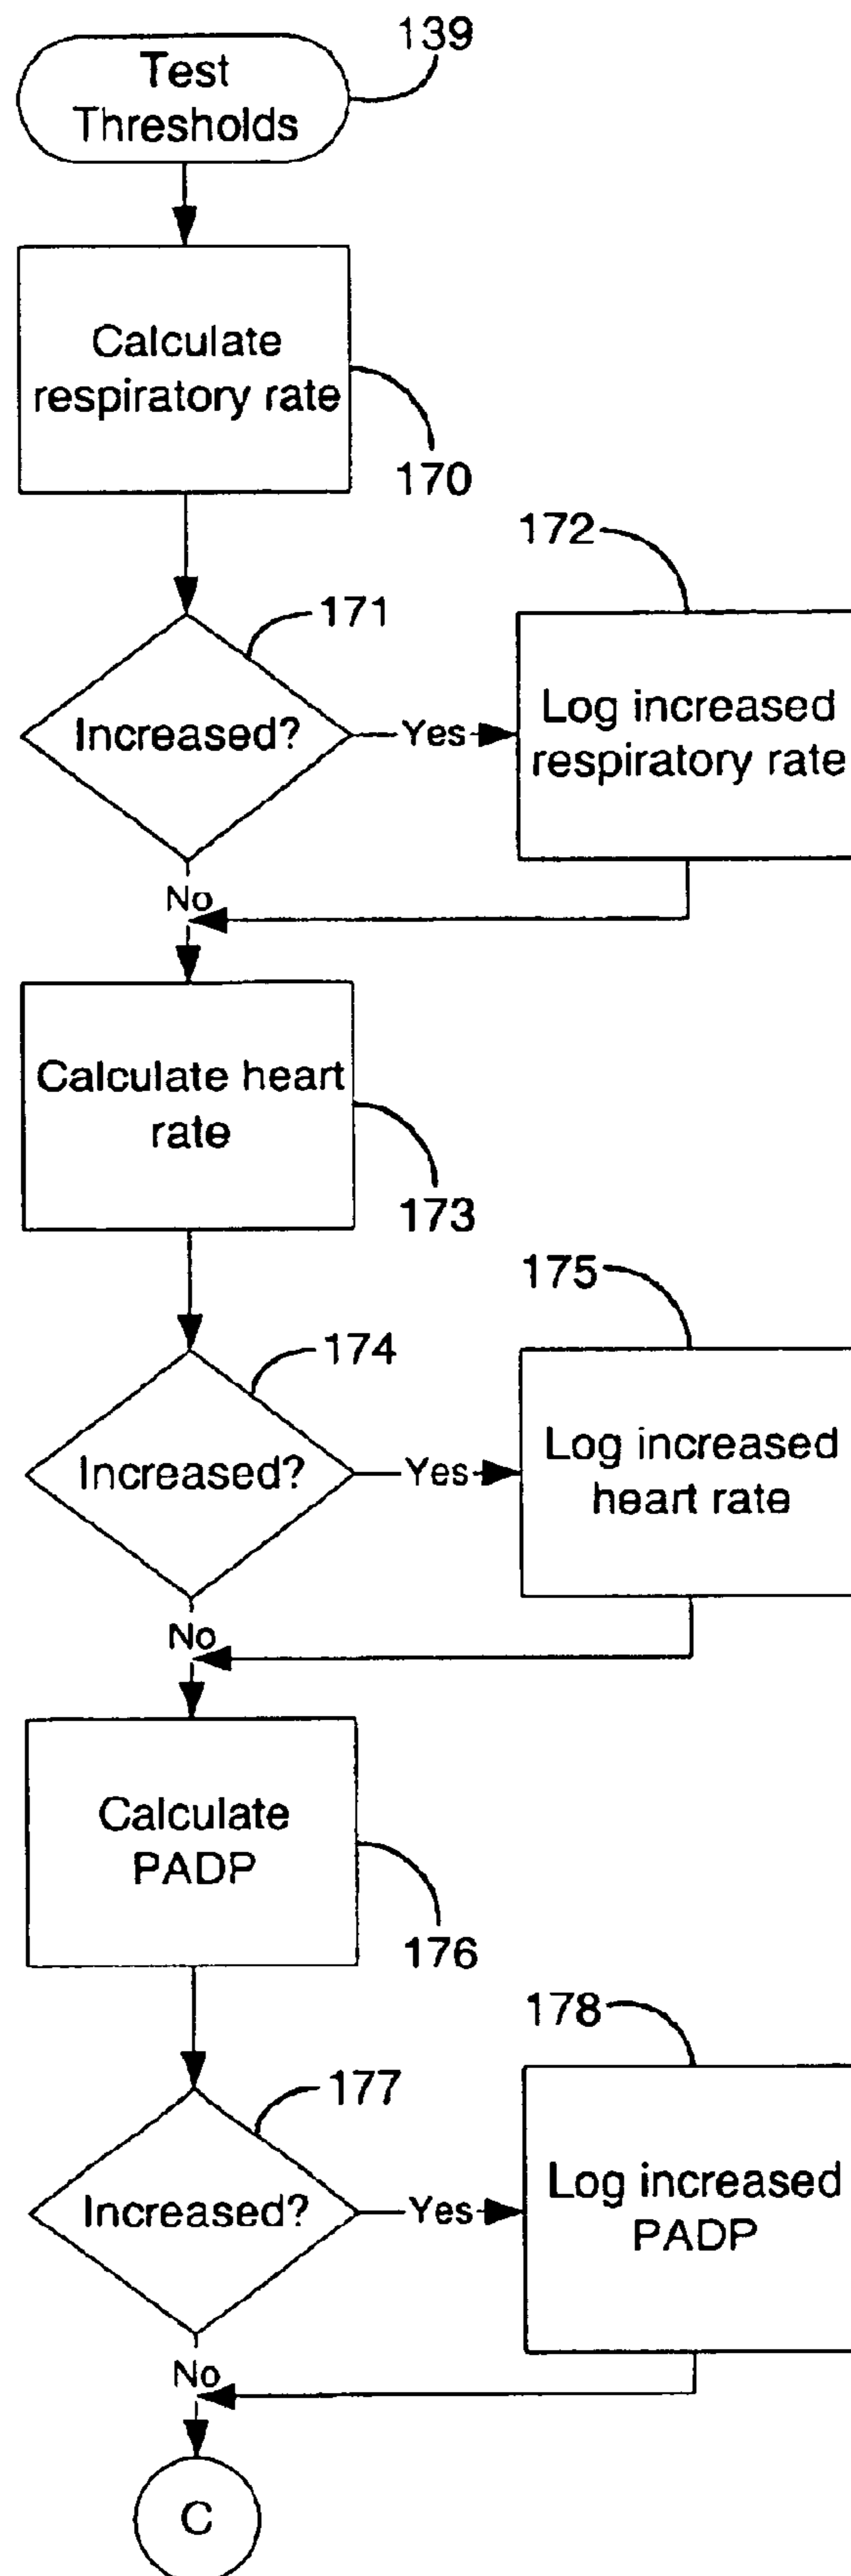 139
Test
Thresholds
Calculate
respiratory rate
170
172
171
Increased?
Yes
Log increased
respiratory rate
No
Calculate heart
rate
173
175
174
Increased?
Yes
Log increased
heart rate
No
Calculate
PADP
176
178
177
Increased?
Yes
Log increased
PADP
No
C